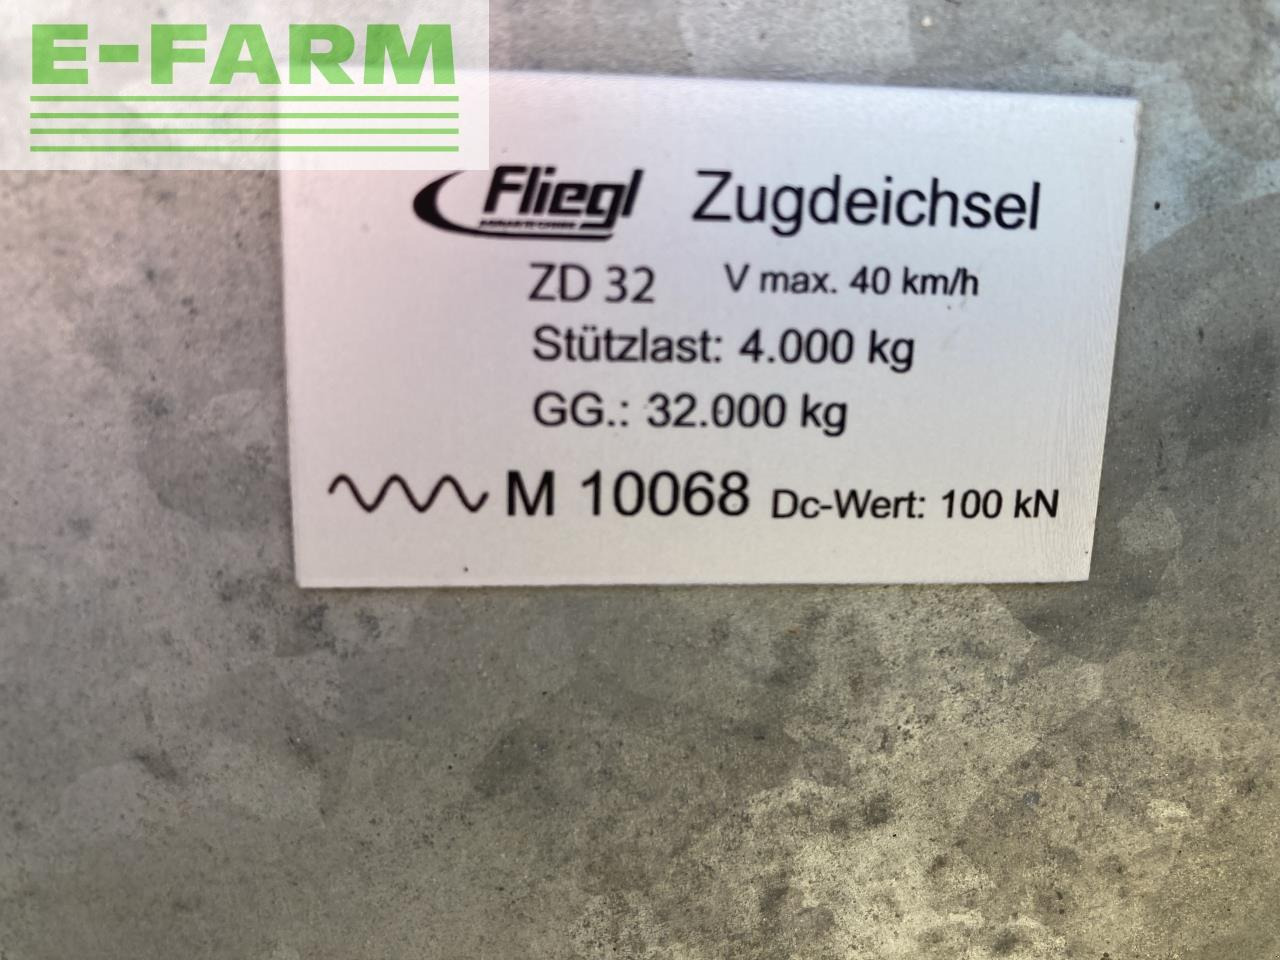 E-FARM
Fliegl Zugdeichsel
AGRARTECHNIK
ZD 32 V max. 40 km/h
Stützlast: 4.000 kg
GG.: 32.000 kg
M 10068 Dc-Wert: 100 kN